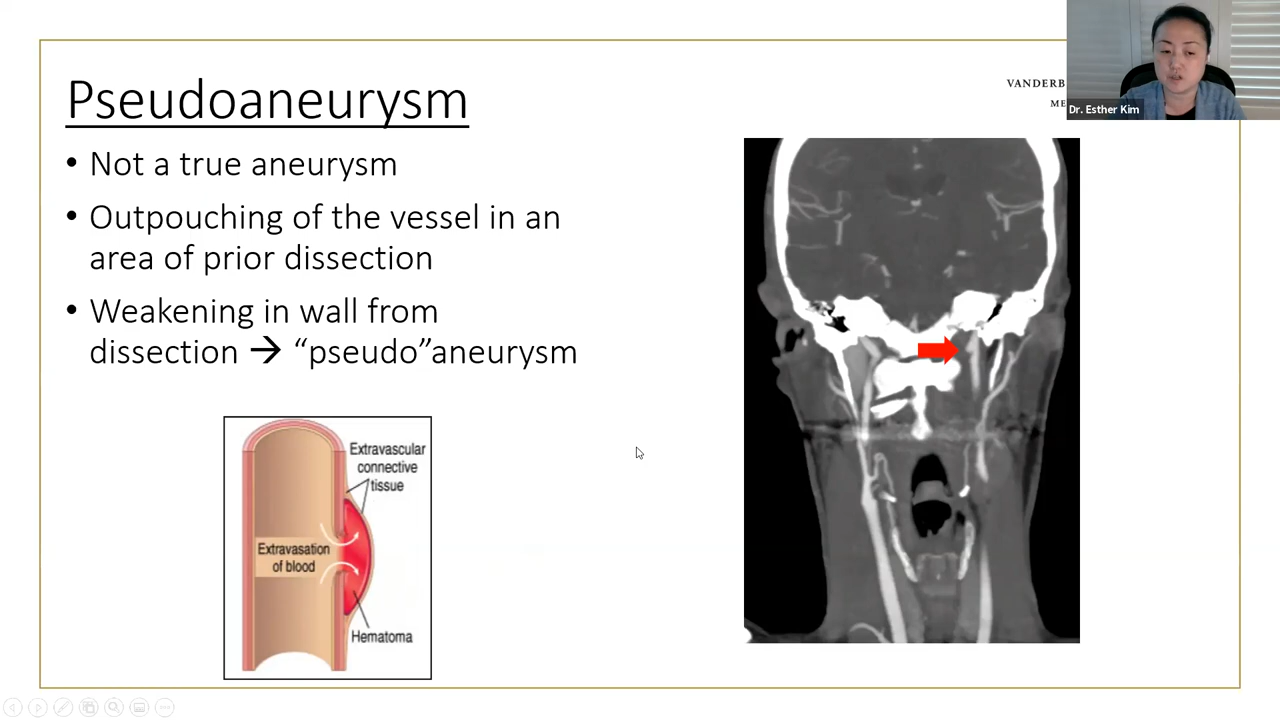 Pseudoaneurysm
• Not a true aneurysm
• Outpouching of the vessel in an
area of prior dissection
• Weakening in wall from
dissection → “pseudo”aneurysm
Extravascular
connective
tissue
Extravasation
of blood
Hematoma
VANDERB
ME
Dr. Esther Kim